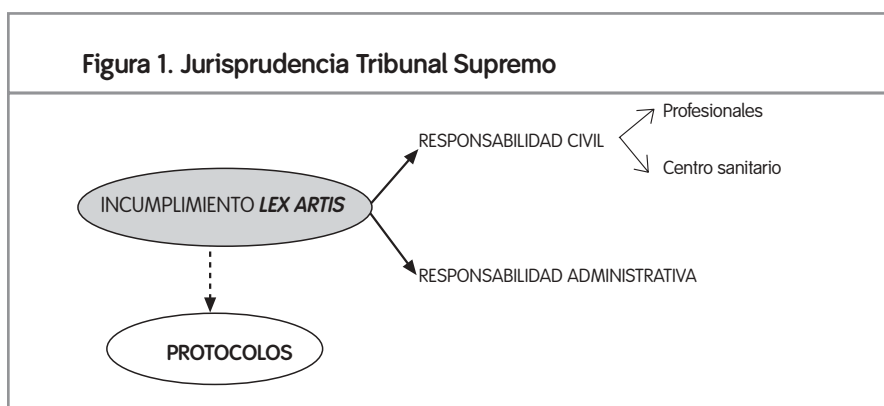 Figura 1. Jurisprudencia Tribunal Supremo
Profesionales
RESPONSABILIDAD CIVIL
Centro sanitario
INCUMPLIMIENTO LEX ARTIS
RESPONSABILIDAD ADMINISTRATIVA
PROTOCOLOS